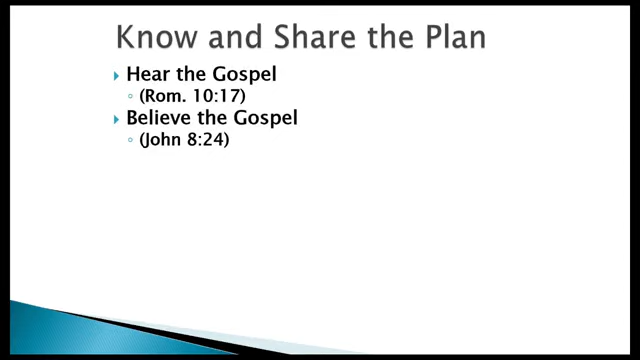 Know and Share the Plan
Hear the Gospel
(Rom. 10:17)
Believe the Gospel
(John 8:24)